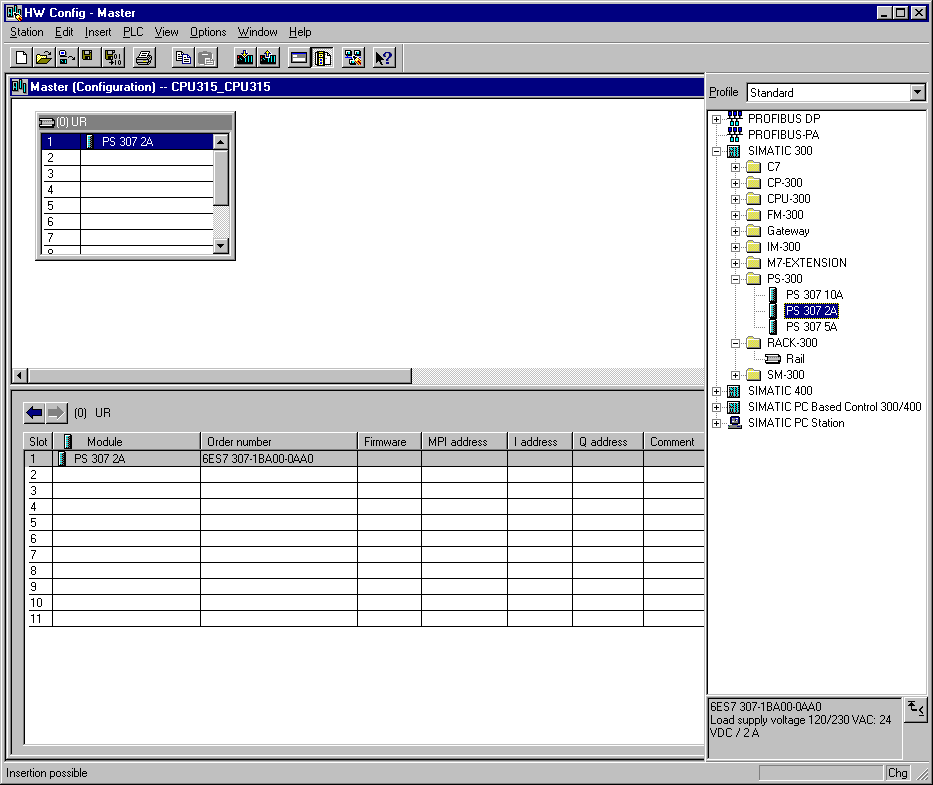 HW Config - Master
Station Edit Insert PLC View Options Window Help
Master (Configuration) -- CPU315_CPU315
(0) UR
1 PS 307 2A
2
3
4
5
6
7
8
(0) UR
Slot Module Order number Firmware MPI address I address Q address Comment
1 PS 307 2A 6ES7 307-1BA00-0AA0
2
3
4
5
6
7
8
9
10
11
Profile Standard
PROFIBUS DP
PROFIBUS-PA
SIMATIC 300
C7
CP-300
CPU-300
FM-300
Gateway
IM-300
M7-EXTENSION
PS-300
PS 307 10A
PS 307 2A
PS 307 5A
RACK-300
Rail
SM-300
SIMATIC 400
SIMATIC PC Based Control 300/400
SIMATIC PC Station
6ES7 307-1BA00-0AA0
Load supply voltage 120/230 VAC: 24
VDC / 2 A
Insertion possible
Chg